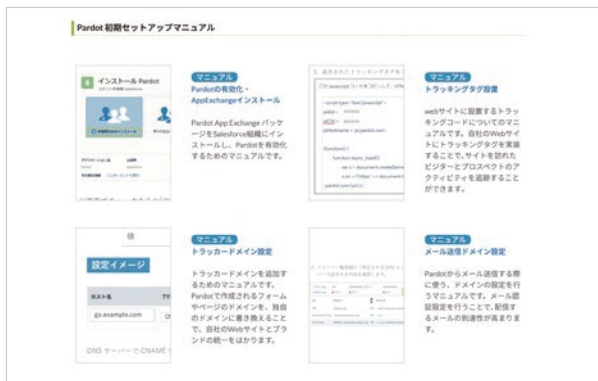 Pardot 初期セットアップマニュアル
インストール Pardot
マニュアル
Pardotの有効化・
AppExchangeインストール
Pardot App Exchange パッケ
ージをSalesforce組織にイン
ストールし、Pardotを有効化
するためのマニュアルです。
マニュアル
トラッキングタグ設置
webサイトに設置するトラッ
キングコードについてのマニ
ュアルです。自社のWebサイ
トにトラッキングタグを実装
することで、サイトを訪れた
ビジターとプロスペクトのア
クティビティを追跡すること
ができます。
様
設定イメージ
ホスト名
go.example.com
DNS サーバーで CNAME
マニュアル
トラッカードメイン設定
トラッカードメインを追加す
るためのマニュアルです。
Pardotで作成されるフォーム
やページのドメインを、独自
のドメインに書き換えること
で、自社のWebサイトとブラ
ンドの統一をはかります。
マニュアル
メール送信ドメイン設定
Pardotからメール送信する際
に使う、ドメインの設定を行
うマニュアルです。メール認
証設定を行うことで、配信す
るメールの到達性が高まりま
す。